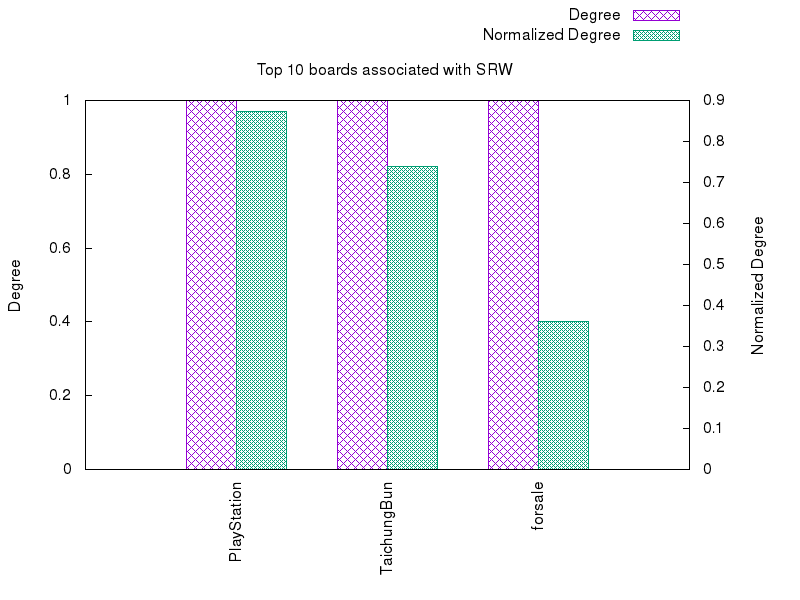 Degree
Normalized Degree
Top 10 boards associated with SRW
1
0.8
0.6
0.4
0.2
0
0.9
0.8
0.7
0.6
0.5
0.4
0.3
0.2
0.1
0
Degree
Normalized Degree
PlayStation
TaichungBun
forsale